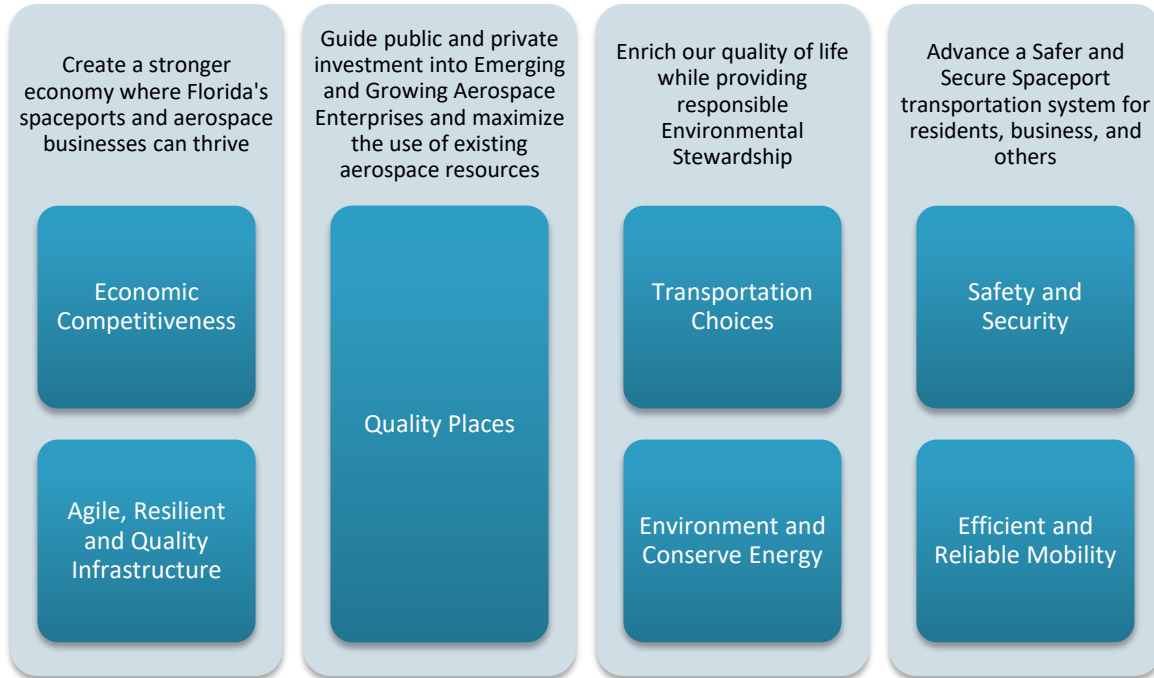 Create a stronger
economy where Florida's
spaceports and aerospace
businesses can thrive
Economic
Competitiveness
Agile, Resilient
and Quality
Infrastructure
Guide public and private
investment into Emerging
and Growing Aerospace
Enterprises and maximize
the use of existing
aerospace resources
Quality Places
Enrich our quality of life
while providing
responsible
Environmental
Stewardship
Transportation
Choices
Environment and
Conserve Energy
Advance a Safer and
Secure Spaceport
transportation system for
residents, business, and
others
Safety and
Security
Efficient and
Reliable Mobility